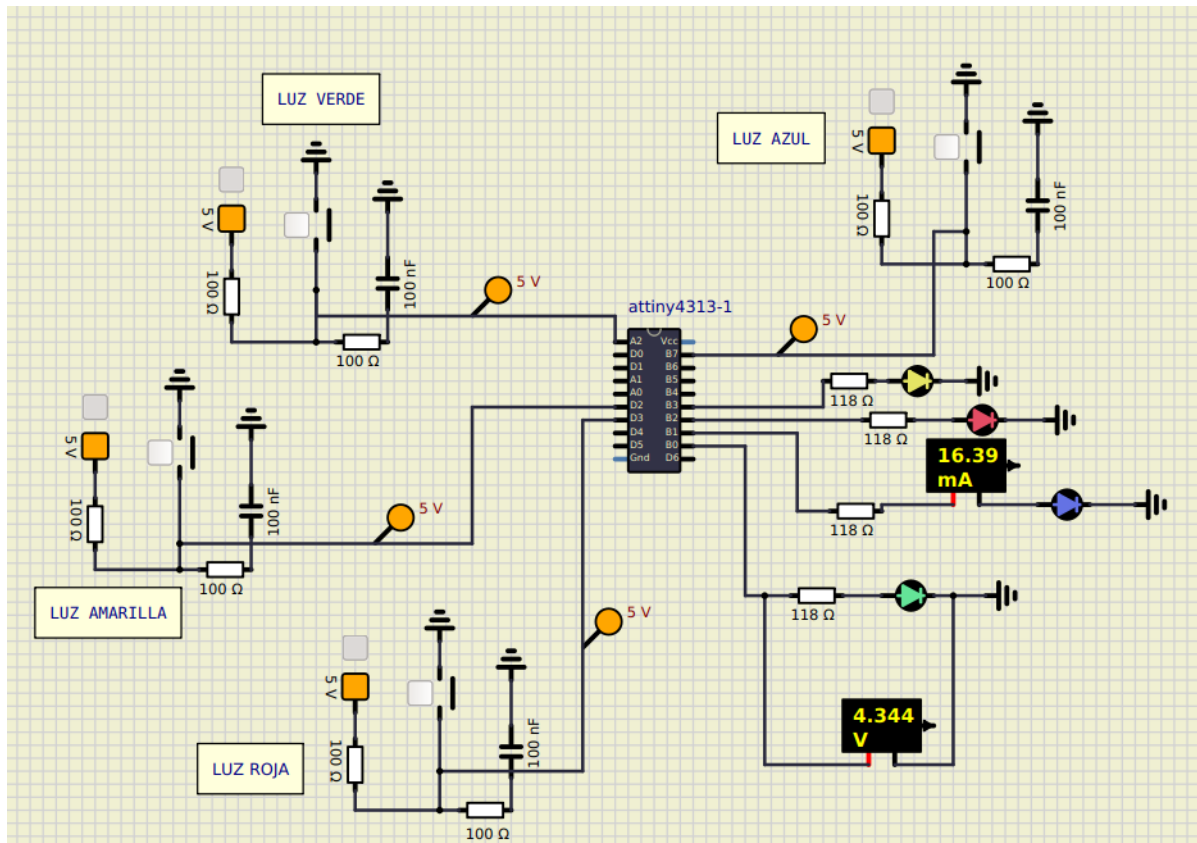 LUZ VERDE
5 V
100 Ω
100 nF
100 Ω
5 V
LUZ AZUL
5 V
100 Ω
100 nF
100 Ω
5 V
attiny4313-1
A2
D0
D1
A1
A0
D2
D3
D4
D5
Gnd
Vcc
B7
B6
B5
B4
B3
B2
B1
B0
D6
118 Ω
118 Ω
16.39
mA
118 Ω
118 Ω
4.344
V
5 V
100 Ω
100 nF
100 Ω
5 V
LUZ AMARILLA
5 V
100 Ω
100 nF
100 Ω
5 V
LUZ ROJA